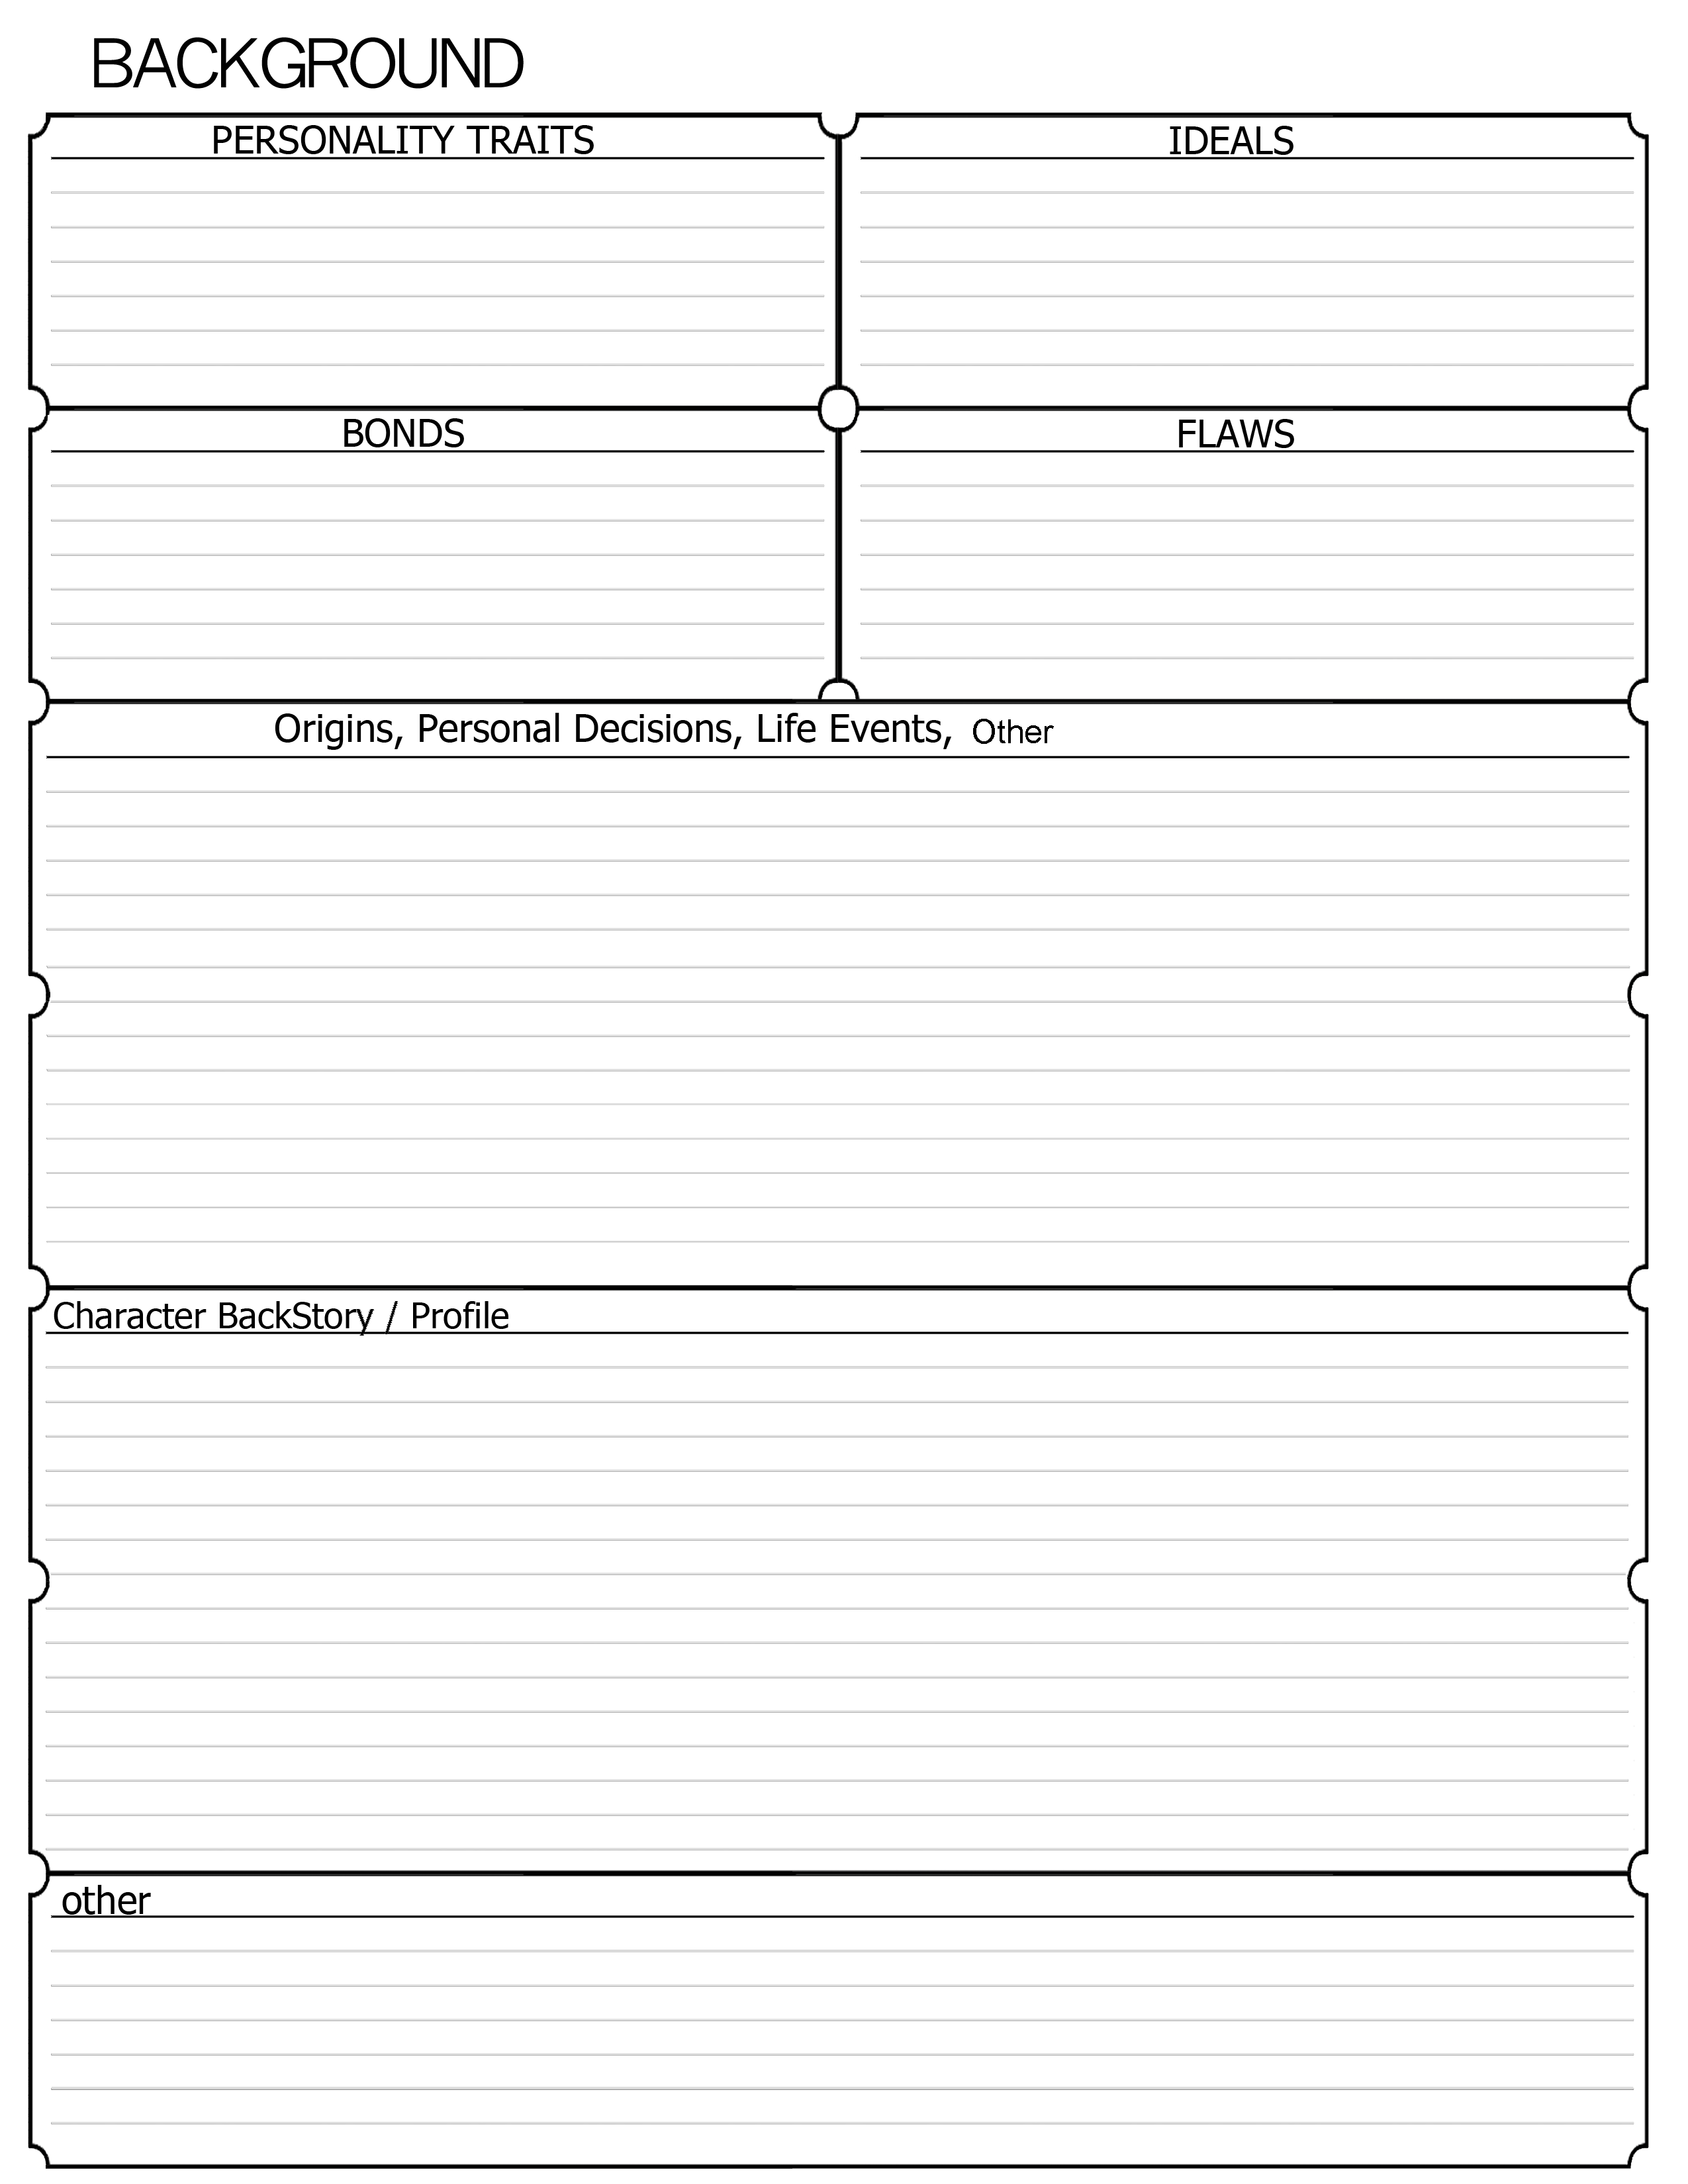 BACKGROUND
PERSONALITY TRAITS
IDEALS
BONDS
FLAWS
Origins, Personal Decisions, Life Events, Other
Character BackStory / Profile
other